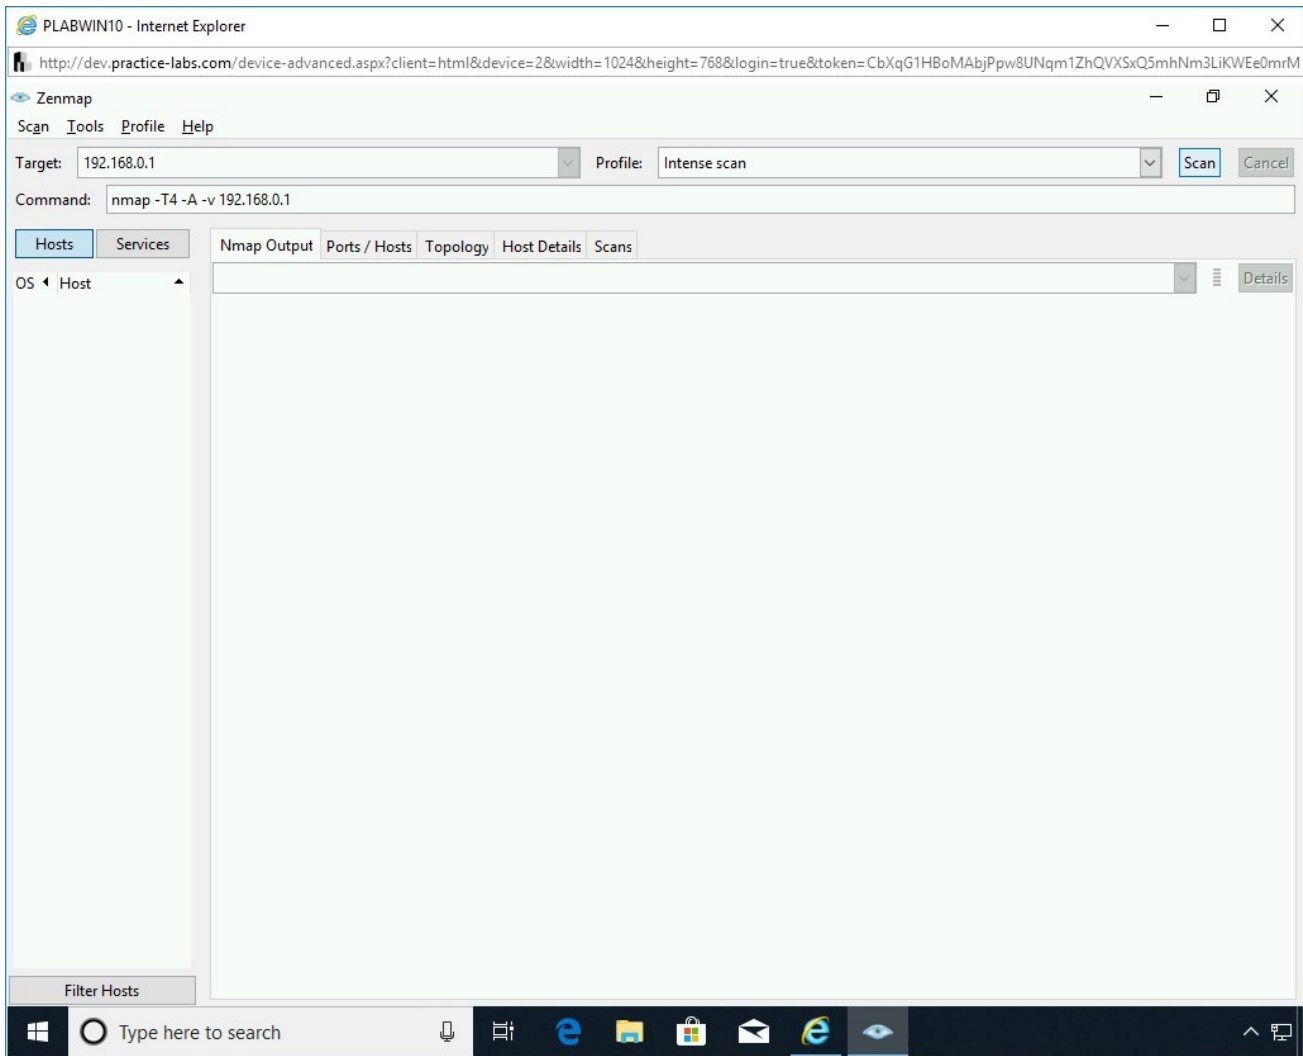 PLABWIN10 - Internet Explorer
http://dev.practice-labs.com/device-advanced.aspx?client=html&device=2&width=1024&height=768&login=true&token=CbXqG1HBoMAbjPpw8UNqm1ZhQVXSxQ5mhNm3LiKWEe0mrM
Zenmap
Scan Tools Profile Help
Target: 192.168.0.1 Profile: Intense scan Scan Cancel
Command: nmap -T4 -A -v 192.168.0.1
Hosts Services Nmap Output Ports / Hosts Topology Host Details Scans
OS Host Details
Filter Hosts
Type here to search